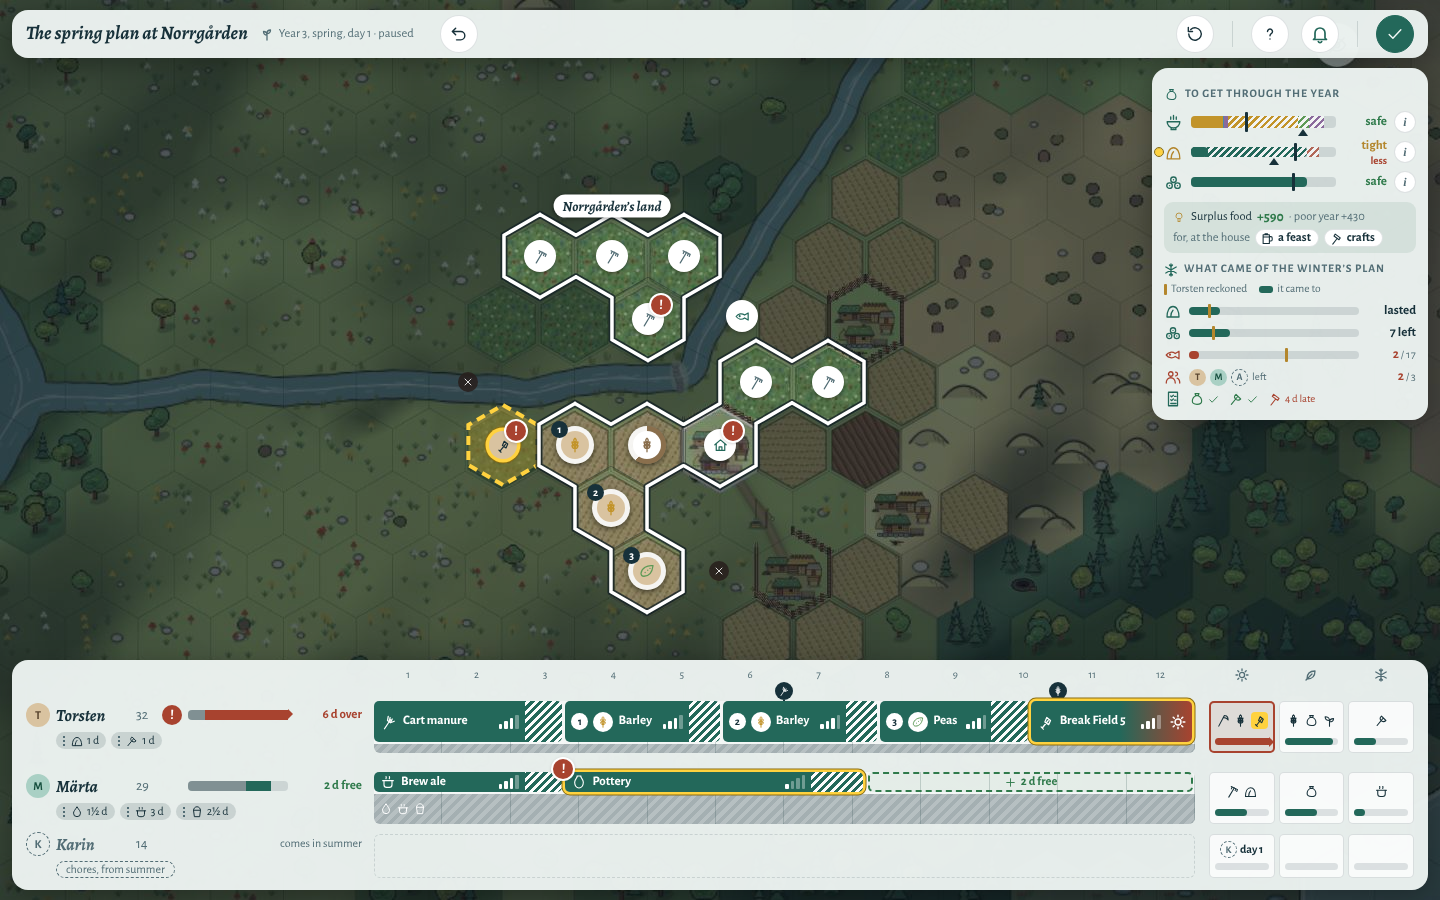 The spring plan at Norrgården
Year 3, spring, day 1 · paused
?
TO GET THROUGH THE YEAR
safe i
tight i
less
safe i
Surplus food +590 · poor year +430
for, at the house a feast crafts
WHAT CAME OF THE WINTER'S PLAN
Torsten reckoned it came to
lasted
7 left
2 / 17
T M A left 2 / 3
4 d late
Norrgården's land
!
!
1
!
2
3
1 2 3 4 5 6 7 8 9 10 11 12
T Torsten 32 ! 6 d over
1 d 1 d
Cart manure 1 Barley 2 Barley 3 Peas Break Field 5
M Märta 29 2 d free
1½ d 3 d 2½ d
Brew ale ! Pottery + 2 d free
K Karin 14 comes in summer
chores, from summer
K day 1